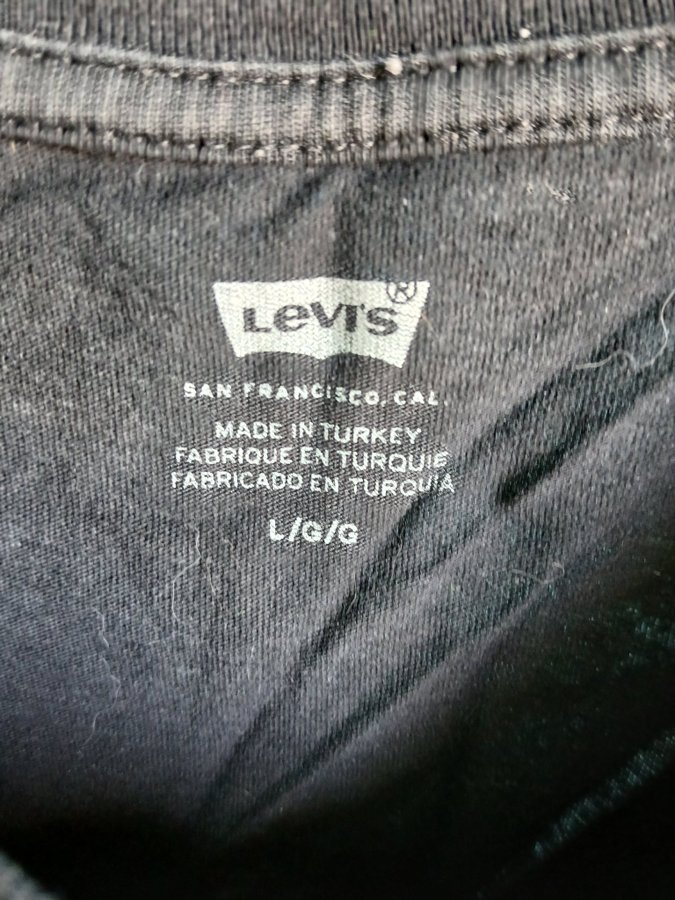 Levi's ®
SAN FRANCISCO, CAL.
MADE IN TURKEY
FABRIQUE EN TURQUIE
FABRICADO EN TURQUIA
L/G/G